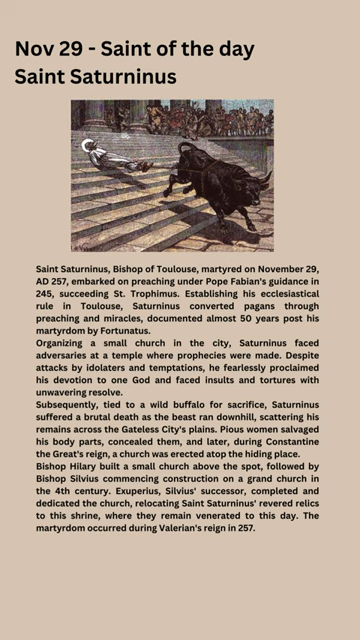 Nov 29 - Saint of the day
Saint Saturninus
Saint Saturninus, Bishop of Toulouse, martyred on November 29,
AD 257, embarked on preaching under Pope Fabian's guidance in
245, succeeding St. Trophimus. Establishing his ecclesiastical
rule in Toulouse, Saturninus converted pagans through
preaching and miracles, documented almost 50 years post his
martyrdom by Fortunatus.
Organizing a small church in the city, Saturninus faced
adversaries at a temple where prophecies were made. Despite
attacks by idolaters and temptations, he fearlessly proclaimed
his devotion to one God and faced insults and tortures with
unwavering resolve.
Subsequently, tied to a wild buffalo for sacrifice, Saturninus
suffered a brutal death as the beast ran downhill, scattering his
remains across the Gateless City's plains. Pious women salvaged
his body parts, concealed them, and later, during Constantine
the Great's reign, a church was erected atop the hiding place.
Bishop Hilary built a small church above the spot, followed by
Bishop Silvius commencing construction on a grand church in
the 4th century. Exuperius, Silvius' successor, completed and
dedicated the church, relocating Saint Saturninus' revered relics
to this shrine, where they remain venerated to this day. The
martyrdom occurred during Valerian's reign in 257.